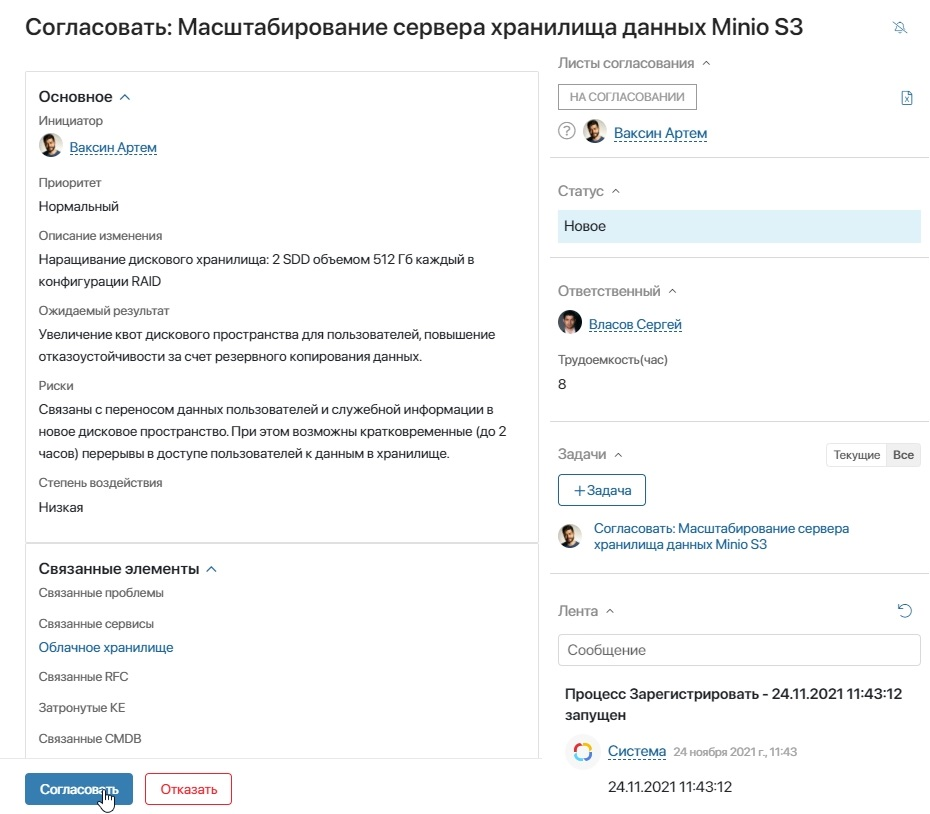 Согласовать: Масштабирование сервера хранилища данных Minio S3
Основное
Инициатор
Ваксин Артем
Приоритет
Нормальный
Описание изменения
Наращивание дискового хранилища: 2 SDD объемом 512 Гб каждый в
конфигурации RAID
Ожидаемый результат
Увеличение квот дискового пространства для пользователей, повышение
отказоустойчивости за счет резервного копирования данных.
Риски
Связаны с переносом данных пользователей и служебной информации в
новое дисковое пространство. При этом возможны кратковременные (до 2
часов) перерывы в доступе пользователей к данным в хранилище.
Степень воздействия
Низкая
Связанные элементы
Связанные проблемы
Связанные сервисы
Облачное хранилище
Связанные RFC
Затронутые КЕ
Связанные CMDB
Согласовать
Отказать
Листы согласования
НА СОГЛАСОВАНИИ
? Ваксин Артем
Статус
Новое
Ответственный
Власов Сергей
Трудоемкость(час)
8
Задачи
Текущие Все
+Задача
Согласовать: Масштабирование сервера
хранилища данных Minio S3
Лента
Сообщение
Процесс Зарегистрировать - 24.11.2021 11:43:12
запущен
Система 24 ноября 2021 г., 11:43
24.11.2021 11:43:12